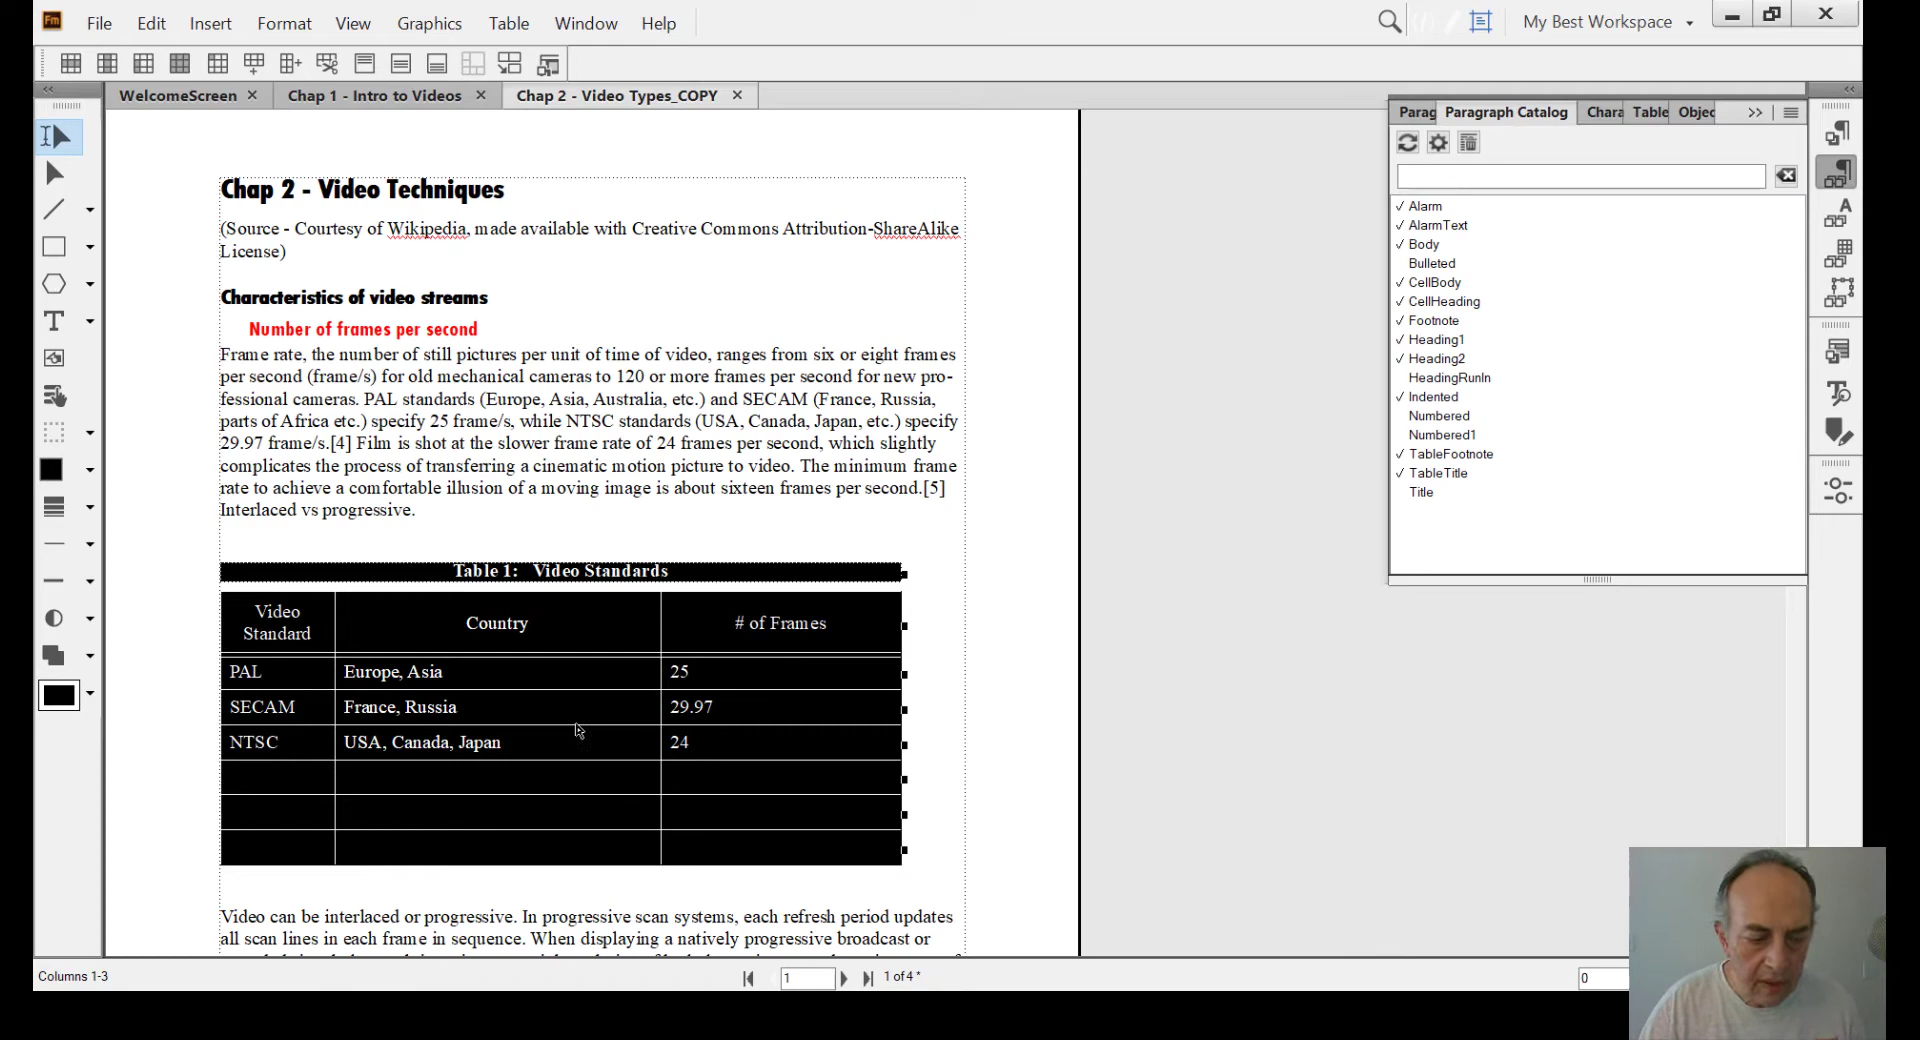 Fm File Edit Insert Format View Graphics Table Window Help My Best Workspace
WelcomeScreen Chap 1 - Intro to Videos Chap 2 - Video Types_COPY
Parag Paragraph Catalog Chara Table Objec
Chap 2 - Video Techniques
(Source - Courtesy of Wikipedia, made available with Creative Commons Attribution-ShareAlike
License)
Characteristics of video streams
Number of frames per second
Frame rate, the number of still pictures per unit of time of video, ranges from six or eight frames
per second (frame/s) for old mechanical cameras to 120 or more frames per second for new pro-
fessional cameras. PAL standards (Europe, Asia, Australia, etc.) and SECAM (France, Russia,
parts of Africa etc.) specify 25 frame/s, while NTSC standards (USA, Canada, Japan, etc.) specify
29.97 frame/s.[4] Film is shot at the slower frame rate of 24 frames per second, which slightly
complicates the process of transferring a cinematic motion picture to video. The minimum frame
rate to achieve a comfortable illusion of a moving image is about sixteen frames per second.[5]
Interlaced vs progressive.
Table 1: Video Standards
Video
Standard
Country
# of Frames
PAL Europe, Asia 25
SECAM France, Russia 29.97
NTSC USA, Canada, Japan 24
Video can be interlaced or progressive. In progressive scan systems, each refresh period updates
all scan lines in each frame in sequence. When displaying a natively progressive broadcast or
Alarm
AlarmText
Body
Bulleted
CellBody
CellHeading
Footnote
Heading1
Heading2
HeadingRunIn
Indented
Numbered
Numbered1
TableFootnote
TableTitle
Title
Columns 1-3 1 1 of 4 * 0